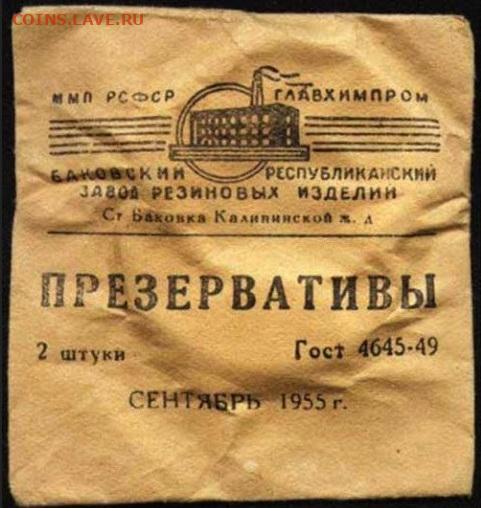 COINS.LAVE.RU
ММП РСФСР ГЛАВХИМПРОМ
БАКОВСКИЙ РЕСПУБЛИКАНСКИЙ
ЗАВОД РЕЗИНОВЫХ ИЗДЕЛИЙ
Ст Баковка Калининской ж. д
ПРЕЗЕРВАТИВЫ
2 штуки Гост 4645-49
СЕНТЯБРЬ 1955 г.